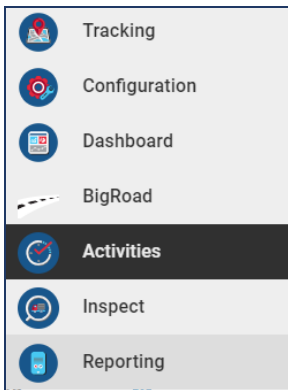 Tracking
Configuration
Dashboard
BigRoad
Activities
Inspect
Reporting